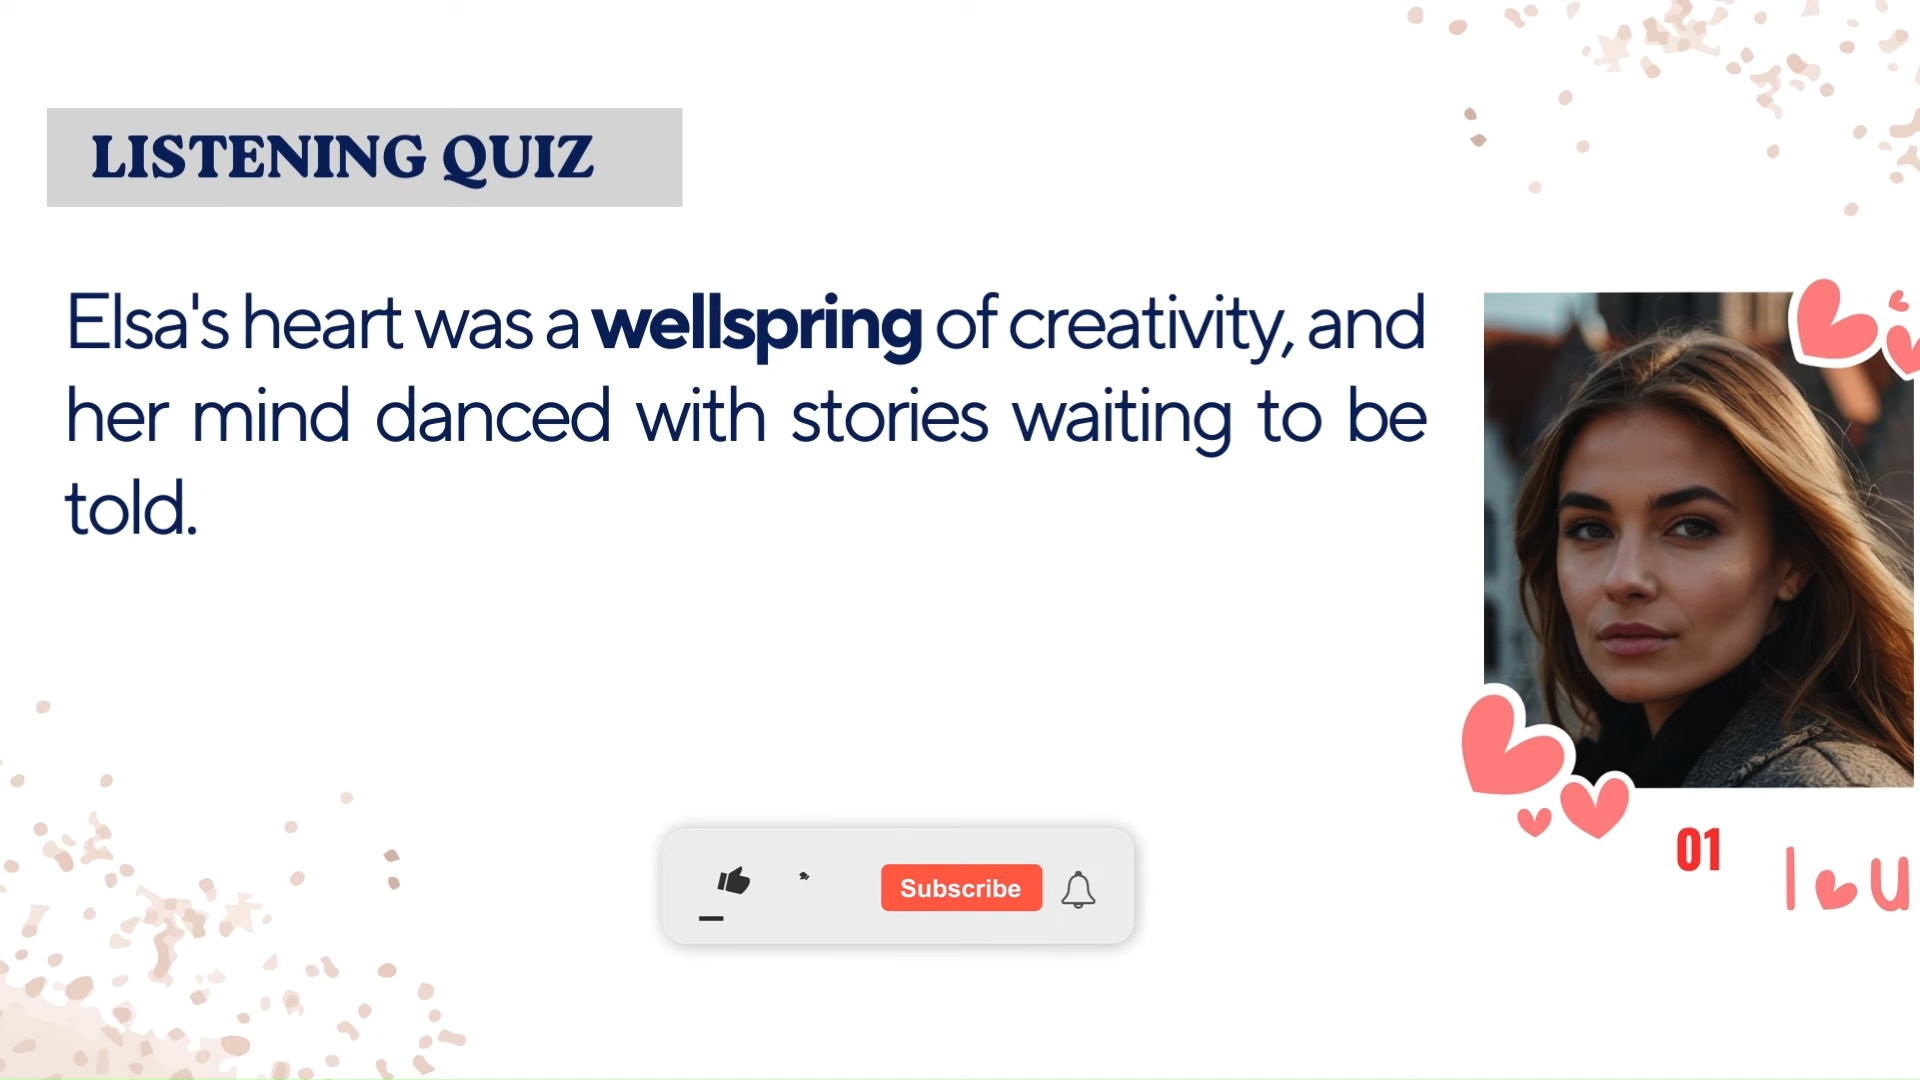 LISTENING QUIZ
Elsa's heart was a wellspring of creativity, and
her mind danced with stories waiting to be
told.
Subscribe
01
I u